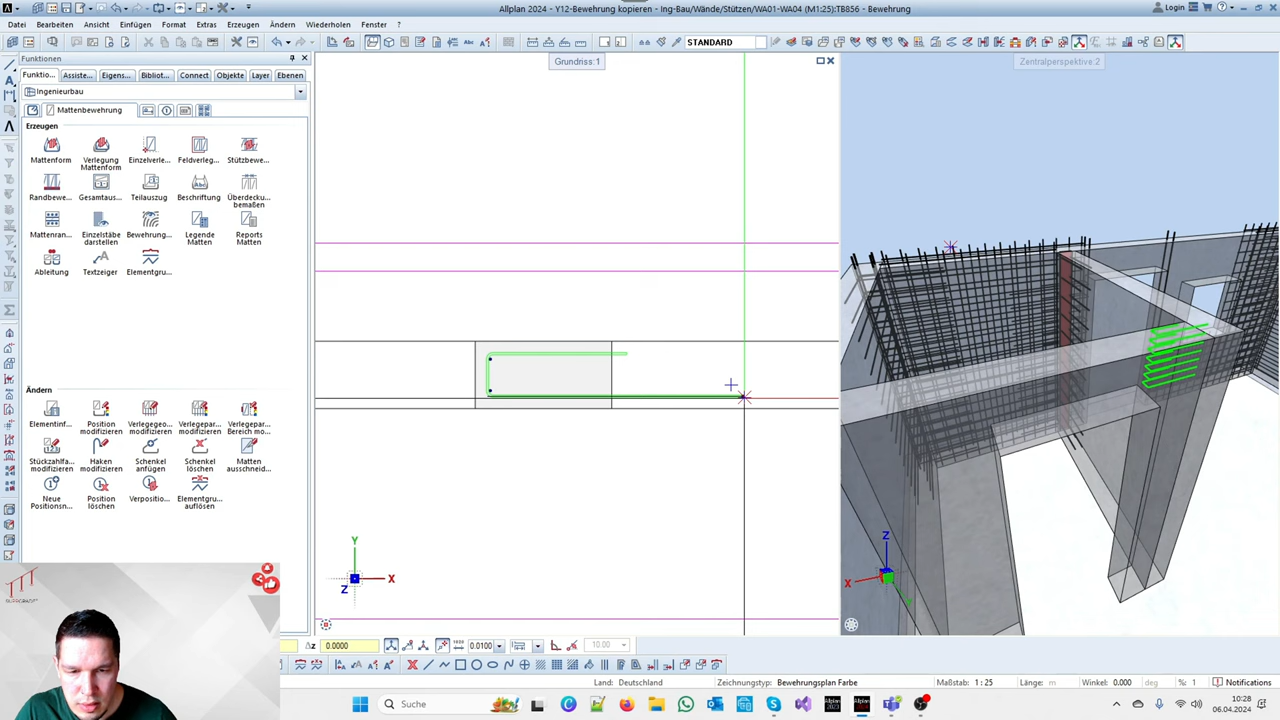 Allplan 2024 - Y12-Bewehrung kopieren - Ing-Bau/Wände/Stützen/WA01-WA04 (M1:25):TB856 - Bewehrung
Login
Datei Bearbeiten Ansicht Einfügen Format Extras Erzeugen Ändern Wiederholen Fenster ?
STANDARD
Funktionen
Funktio... Assiste... Eigens... Bibliot... Connect Objekte Layer Ebenen
Ingenieurbau
Mattenbewehrung
Erzeugen
Mattenform Verlegung Mattenform Einzelverle... Feldverleg... Stützbewe...
Randbewe... Gesamtaus... Teilauszug Beschriftung Überdecku... bemaßen
Mattenran... Einzelstäbe darstellen Bewehrung... Legende Matten Reports Matten
Ableitung Textzeiger Elementgru...
Ändern
Elementinf... Position modifizieren Verlegegeo... modifizieren Verlegepar... modifizieren Verlegepar... Bereich mo...
Stückzahlfa... modifizieren Haken modifizieren Schenkel anfügen Schenkel löschen Matten ausschneid...
Neue Positionsn... Position löschen Verpositio... Elementgru... auflösen
Grundriss:1
Zentralperspektive:2
Y
X
Z
Z
X
Δz 0.0000 0.0100 10.00
Land: Deutschland Zeichnungstyp: Bewehrungsplan Farbe Maßstab: 1 : 25 Länge: m Winkel: 0.000 deg %: 1 Notifications
Suche
10:28
06.04.2024